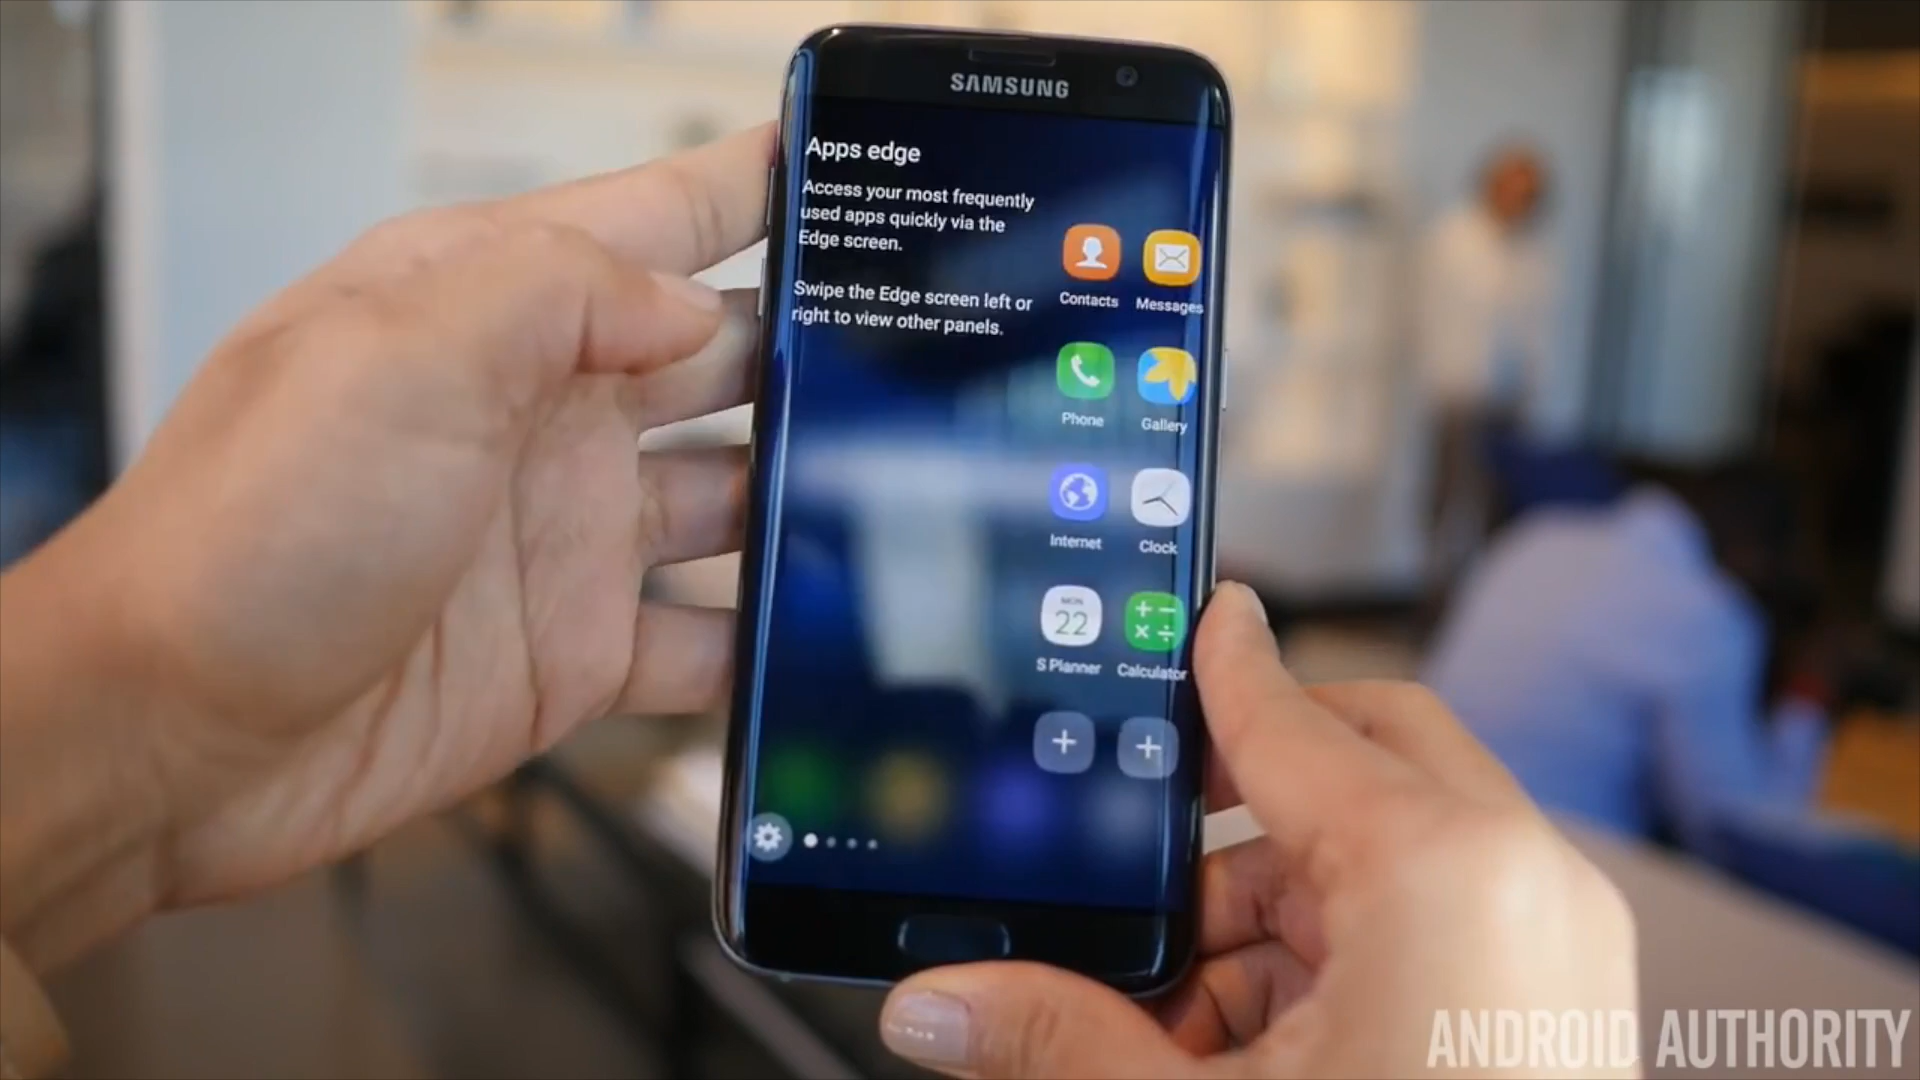 SAMSUNG
Apps edge
Access your most frequently
used apps quickly via the
Edge screen.
Swipe the Edge screen left or
right to view other panels.
Contacts
Messages
Phone
Gallery
Internet
Clock
MON
22
S Planner
Calculator
ANDROID AUTHORITY